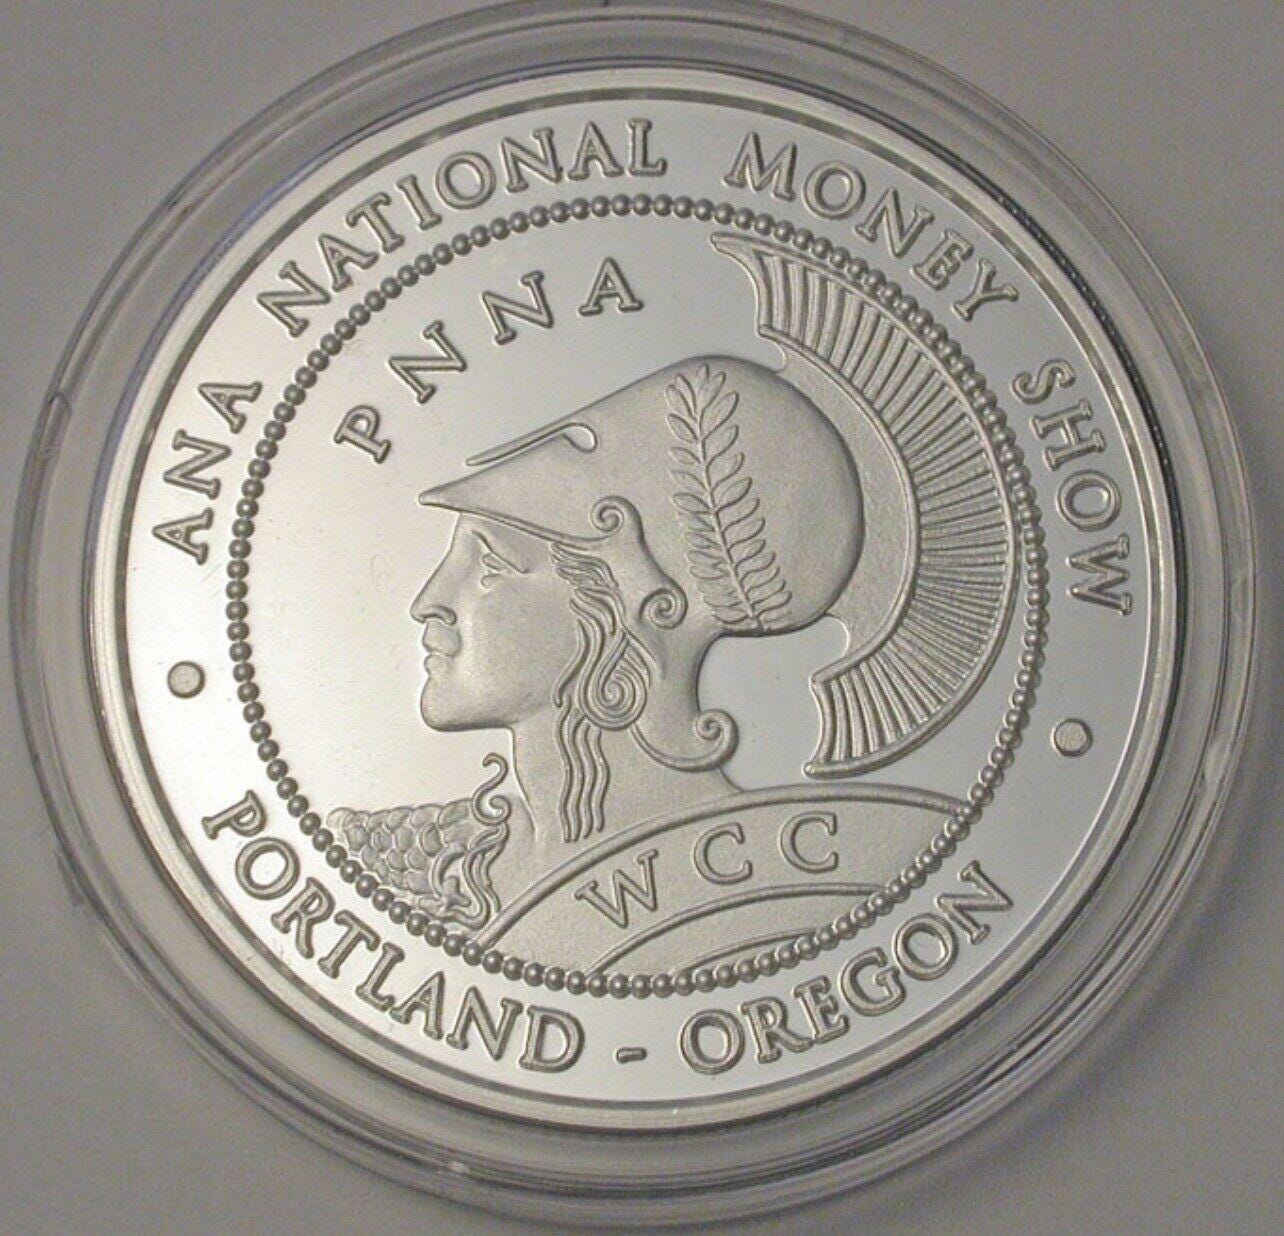 ANA NATIONAL MONEY SHOW
PNNA
WCC
PORTLAND - OREGON